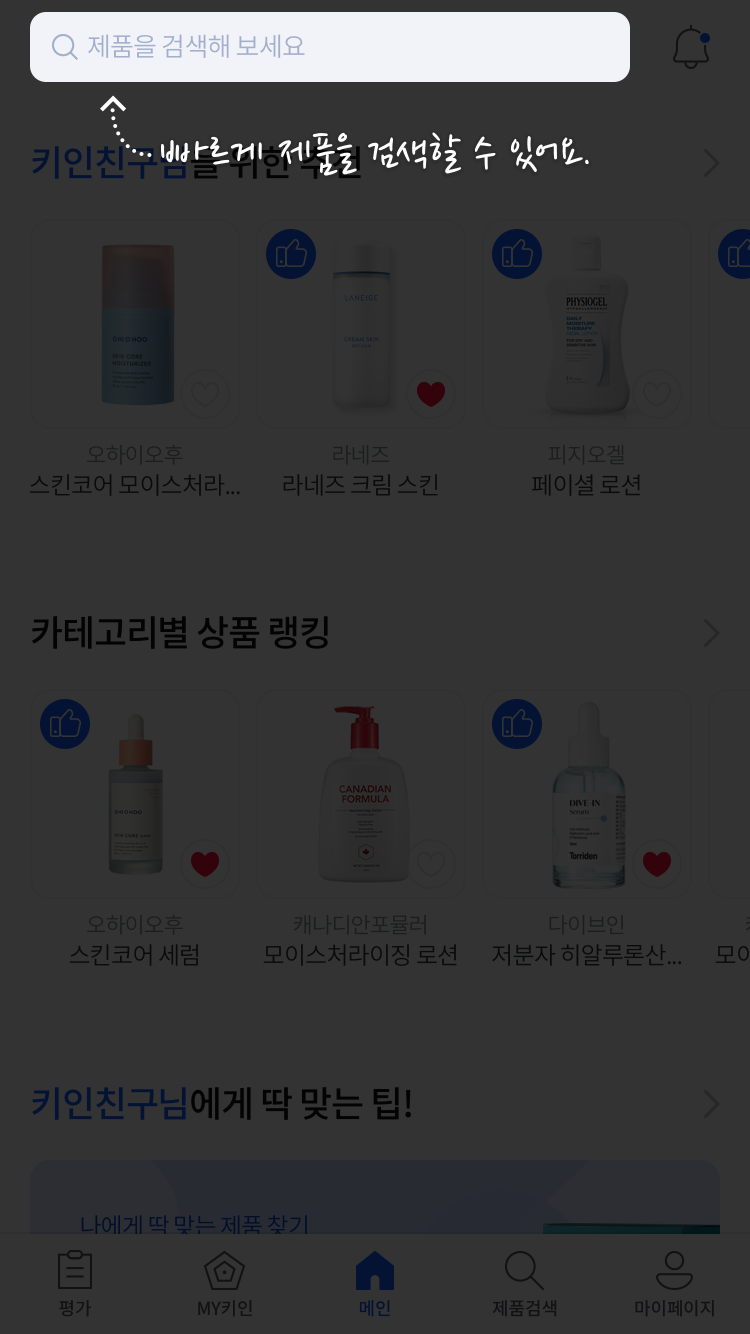 제품을 검색해 보세요
빠르게 제품을 검색할 수 있어요.
키인친구님을 위한 추천
LANEIGE
CREAM SKIN
PHYSIOGEL
DAILY
MOISTURE
THERAPY
오하이오후
라네즈
피지오겔
스킨코어 모이스처라...
라네즈 크림 스킨
페이셜 로션
카테고리별 상품 랭킹
CANADIAN
FORMULA
DIVE-IN
Serum
Torriden
오하이오후
캐나디안포뮬러
다이브인
스킨코어 세럼
모이스처라이징 로션
저분자 히알루론산...
모이
키인친구님에게 딱 맞는 팁!
나에게 딱 맞는 제품 찾기
평가
MY키인
메인
제품검색
마이페이지